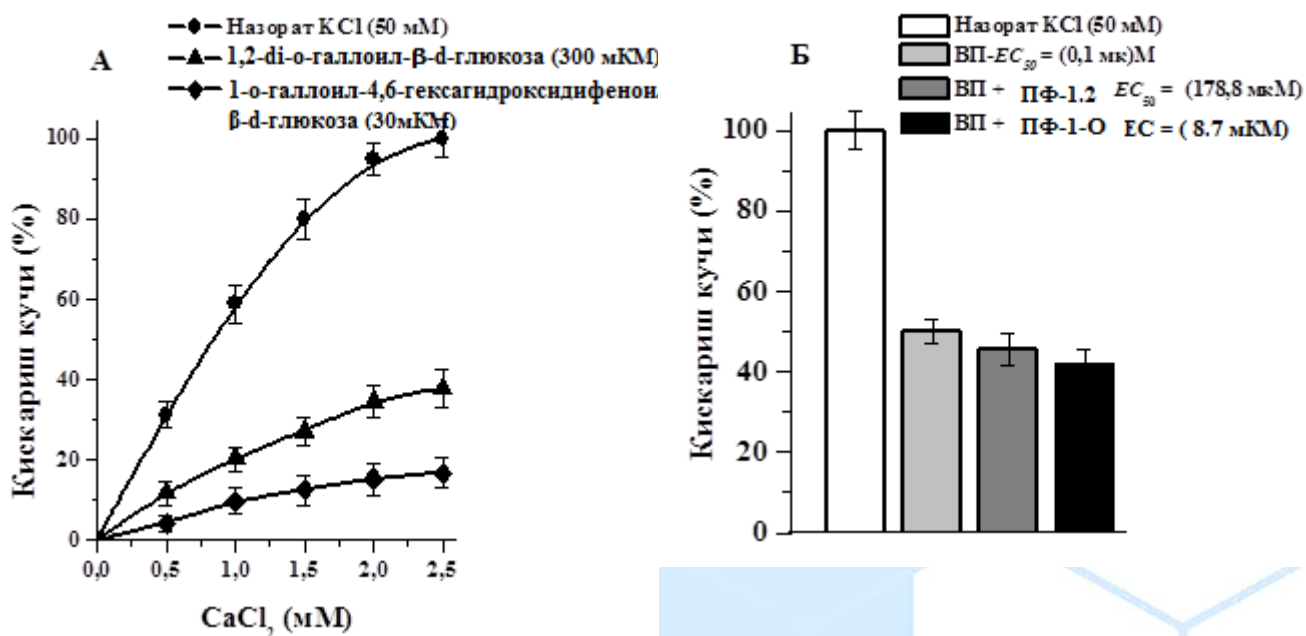 А
Назорат KCl (50 мМ)
1,2-di-о-галлоил-β-d-глюкоза (300 мКМ)
1-о-галлоил-4,6-гексагидроксидифеноил
β-d-глюкоза (30мКМ)
Кискариш кучи (%)
100
80
60
40
20
0
0,0 0,5 1,0 1,5 2,0 2,5
CaCl₂ (мМ)
Б
Назорат KCl (50 мМ)
ВП-EC₅₀ = (0,1 мк)М
ВП + ПФ-1.2 EC₅₀ = (178,8 мкМ)
ВП + ПФ-1-О ЕС = ( 8.7 мКМ)
Кискариш кучи (%)
100
80
60
40
20
0